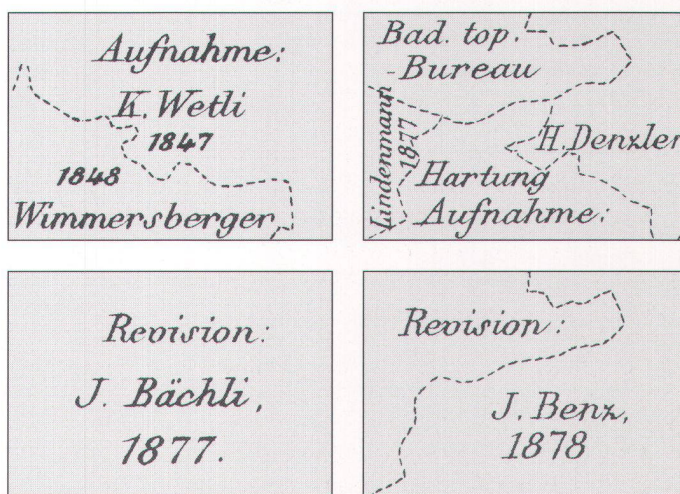 Aufnahme:
K. Wetli
1847
1848
Wimmersberger
Bad. top.
-Bureau
Lindenmann
1877
H. Denzler
Hartung
Aufnahme:
Revision:
J. Bächli,
1877.
Revision:
J. Benz,
1878